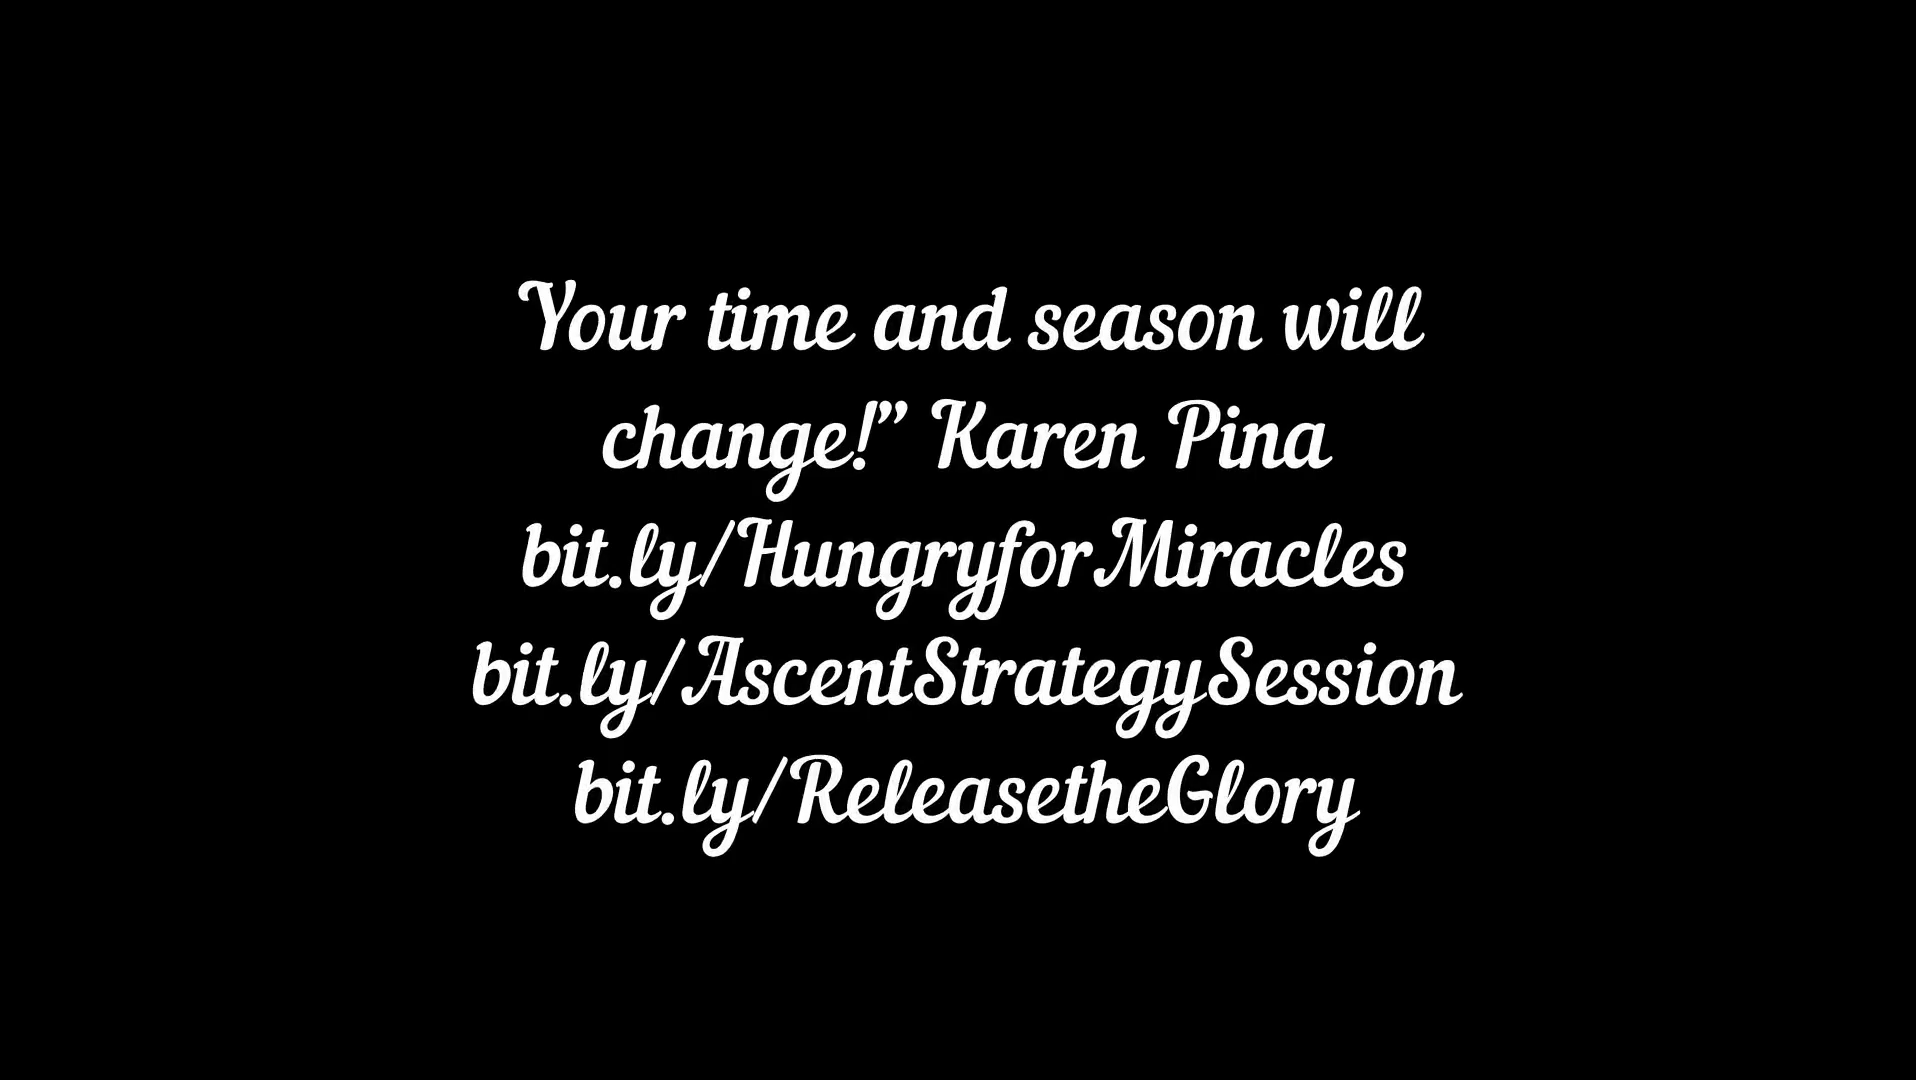 Your time and season will
change!” Karen Pina
bit.ly/HungryforMiracles
bit.ly/AscentStrategySession
bit.ly/ReleasetheGlory